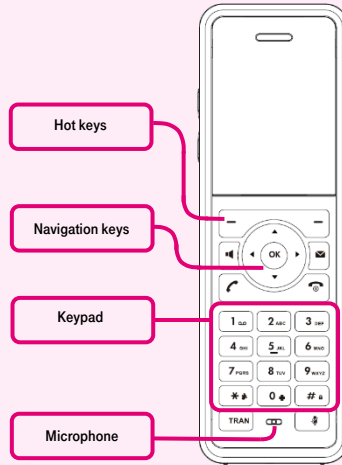 Hot keys
Navigation keys
OK
Keypad
1
2 ABC 3 DEF
4 GHI 5 JKL 6 MNO
7 PQRS 8 TUV 9 WXYZ
* 0 #
TRAN
Microphone